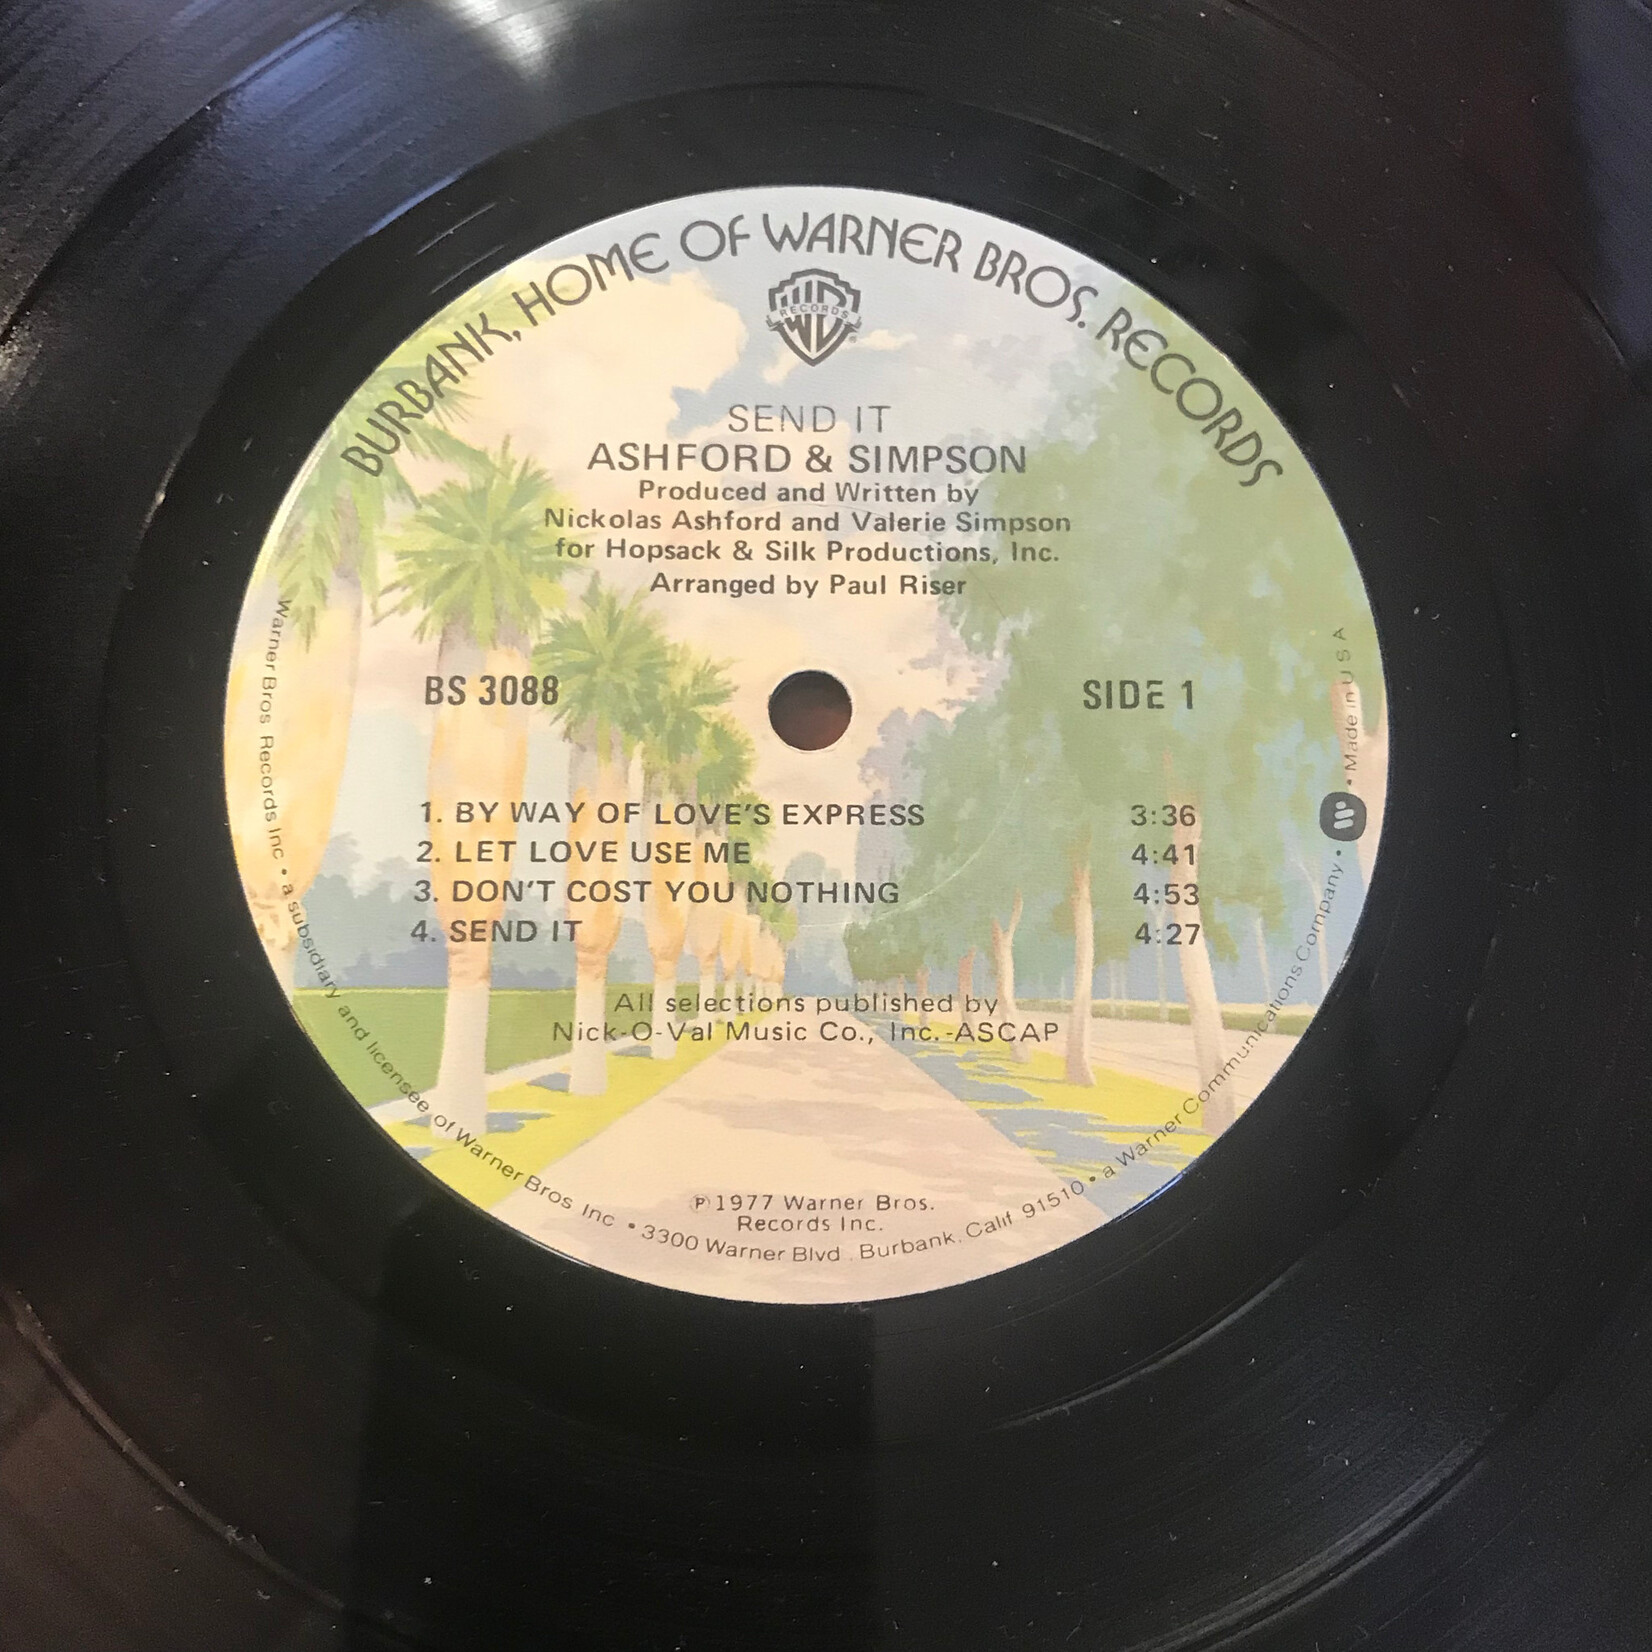 BURBANK, HOME OF WARNER BROS. RECORDS
RECORDS
SEND IT
ASHFORD & SIMPSON
Produced and Written by
Nickolas Ashford and Valerie Simpson
for Hopsack & Silk Productions, Inc.
Arranged by Paul Riser
BS 3088
SIDE 1
1. BY WAY OF LOVE'S EXPRESS 3:36
2. LET LOVE USE ME 4:41
3. DON'T COST YOU NOTHING 4:53
4. SEND IT 4:27
All selections published by
Nick-O-Val Music Co., Inc.-ASCAP
℗ 1977 Warner Bros.
Records Inc.
Warner Bros Records Inc • a subsidiary and licensee of Warner Bros Inc • 3300 Warner Blvd . Burbank. Calif 91510 • a Warner Communications Company • • Made in U S A